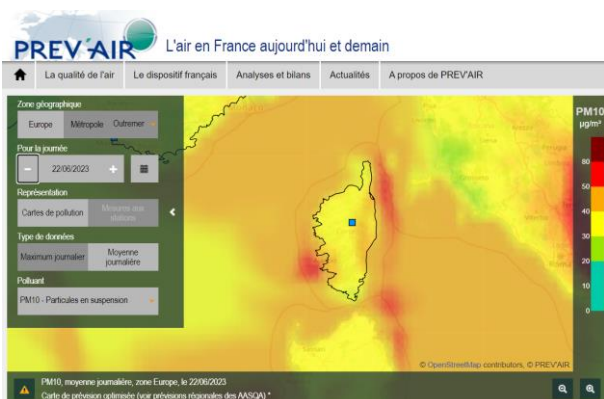 PREV'AIR
L'air en France aujourd'hui et demain
La qualité de l'air Le dispositif français Analyses et bilans Actualités A propos de PREV'AIR
Zone géographique
Europe Métropole Outremer
Pour la journée
- 22/06/2023 +
Représentation
Cartes de pollution Mesures aux stations
Type de données
Maximum journalier Moyenne journalière
Polluant
PM10 - Particules en suspension
PM10
µg/m³
80
50
40
30
20
10
0
© OpenStreetMap contributors, © PREV'AIR
PM10, moyenne journalière, zone Europe, le 22/06/2023
Carte de prévision optimisée (voir prévisions régionales des AASQA) *